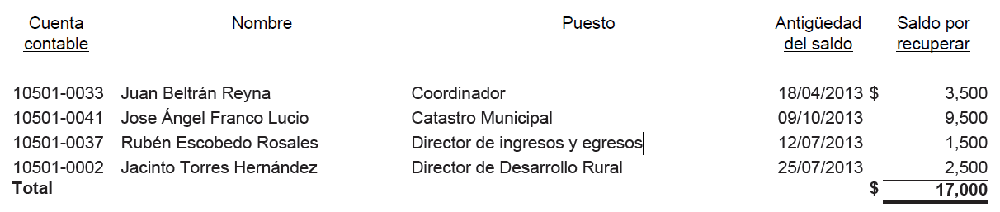 Cuenta contable Nombre Puesto Antigüedad del saldo Saldo por recuperar
10501-0033 Juan Beltrán Reyna Coordinador 18/04/2013 $ 3,500
10501-0041 Jose Ángel Franco Lucio Catastro Municipal 09/10/2013 9,500
10501-0037 Rubén Escobedo Rosales Director de ingresos y egresos 12/07/2013 1,500
10501-0002 Jacinto Torres Hernández Director de Desarrollo Rural 25/07/2013 2,500
Total $ 17,000